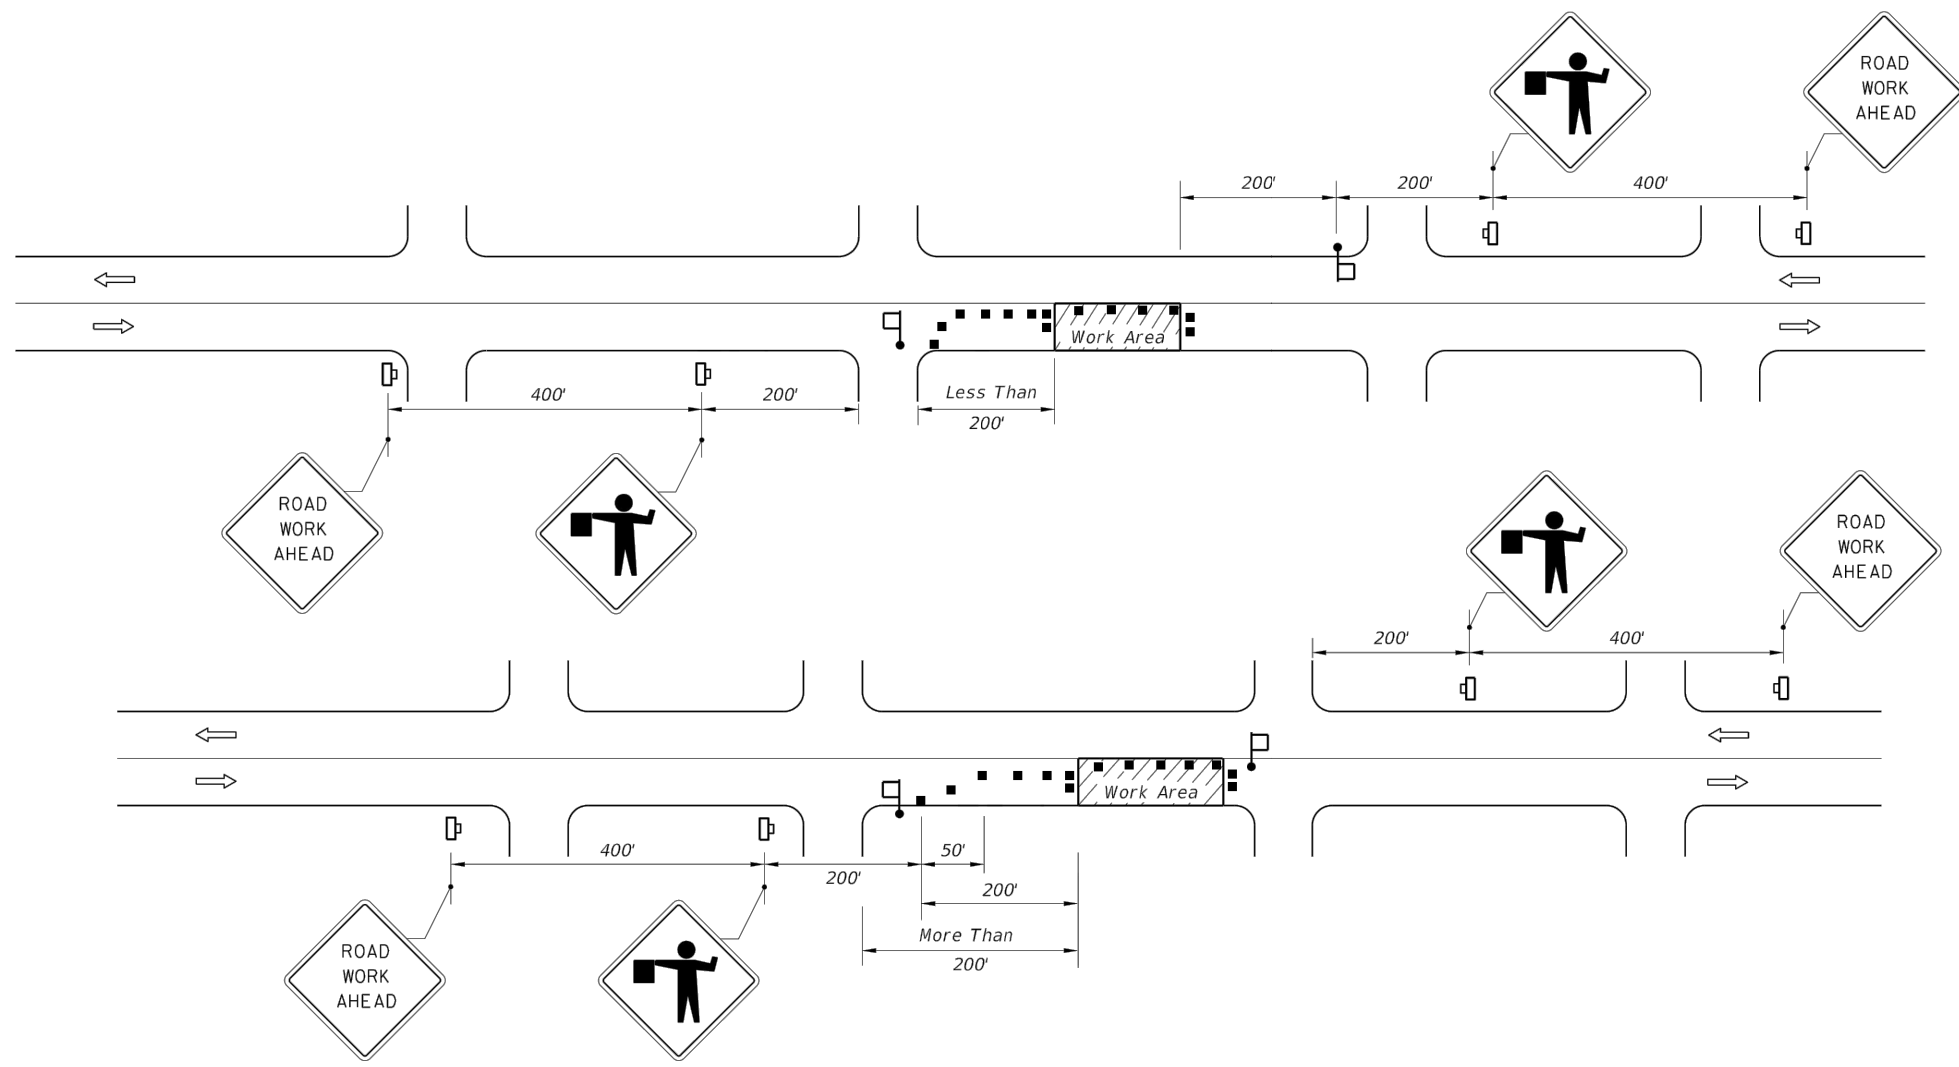 ROAD
WORK
AHEAD
200'
200'
400'
Work Area
400'
200'
Less Than
200'
ROAD
WORK
AHEAD
ROAD
WORK
AHEAD
200'
400'
Work Area
400'
200'
50'
200'
More Than
200'
ROAD
WORK
AHEAD